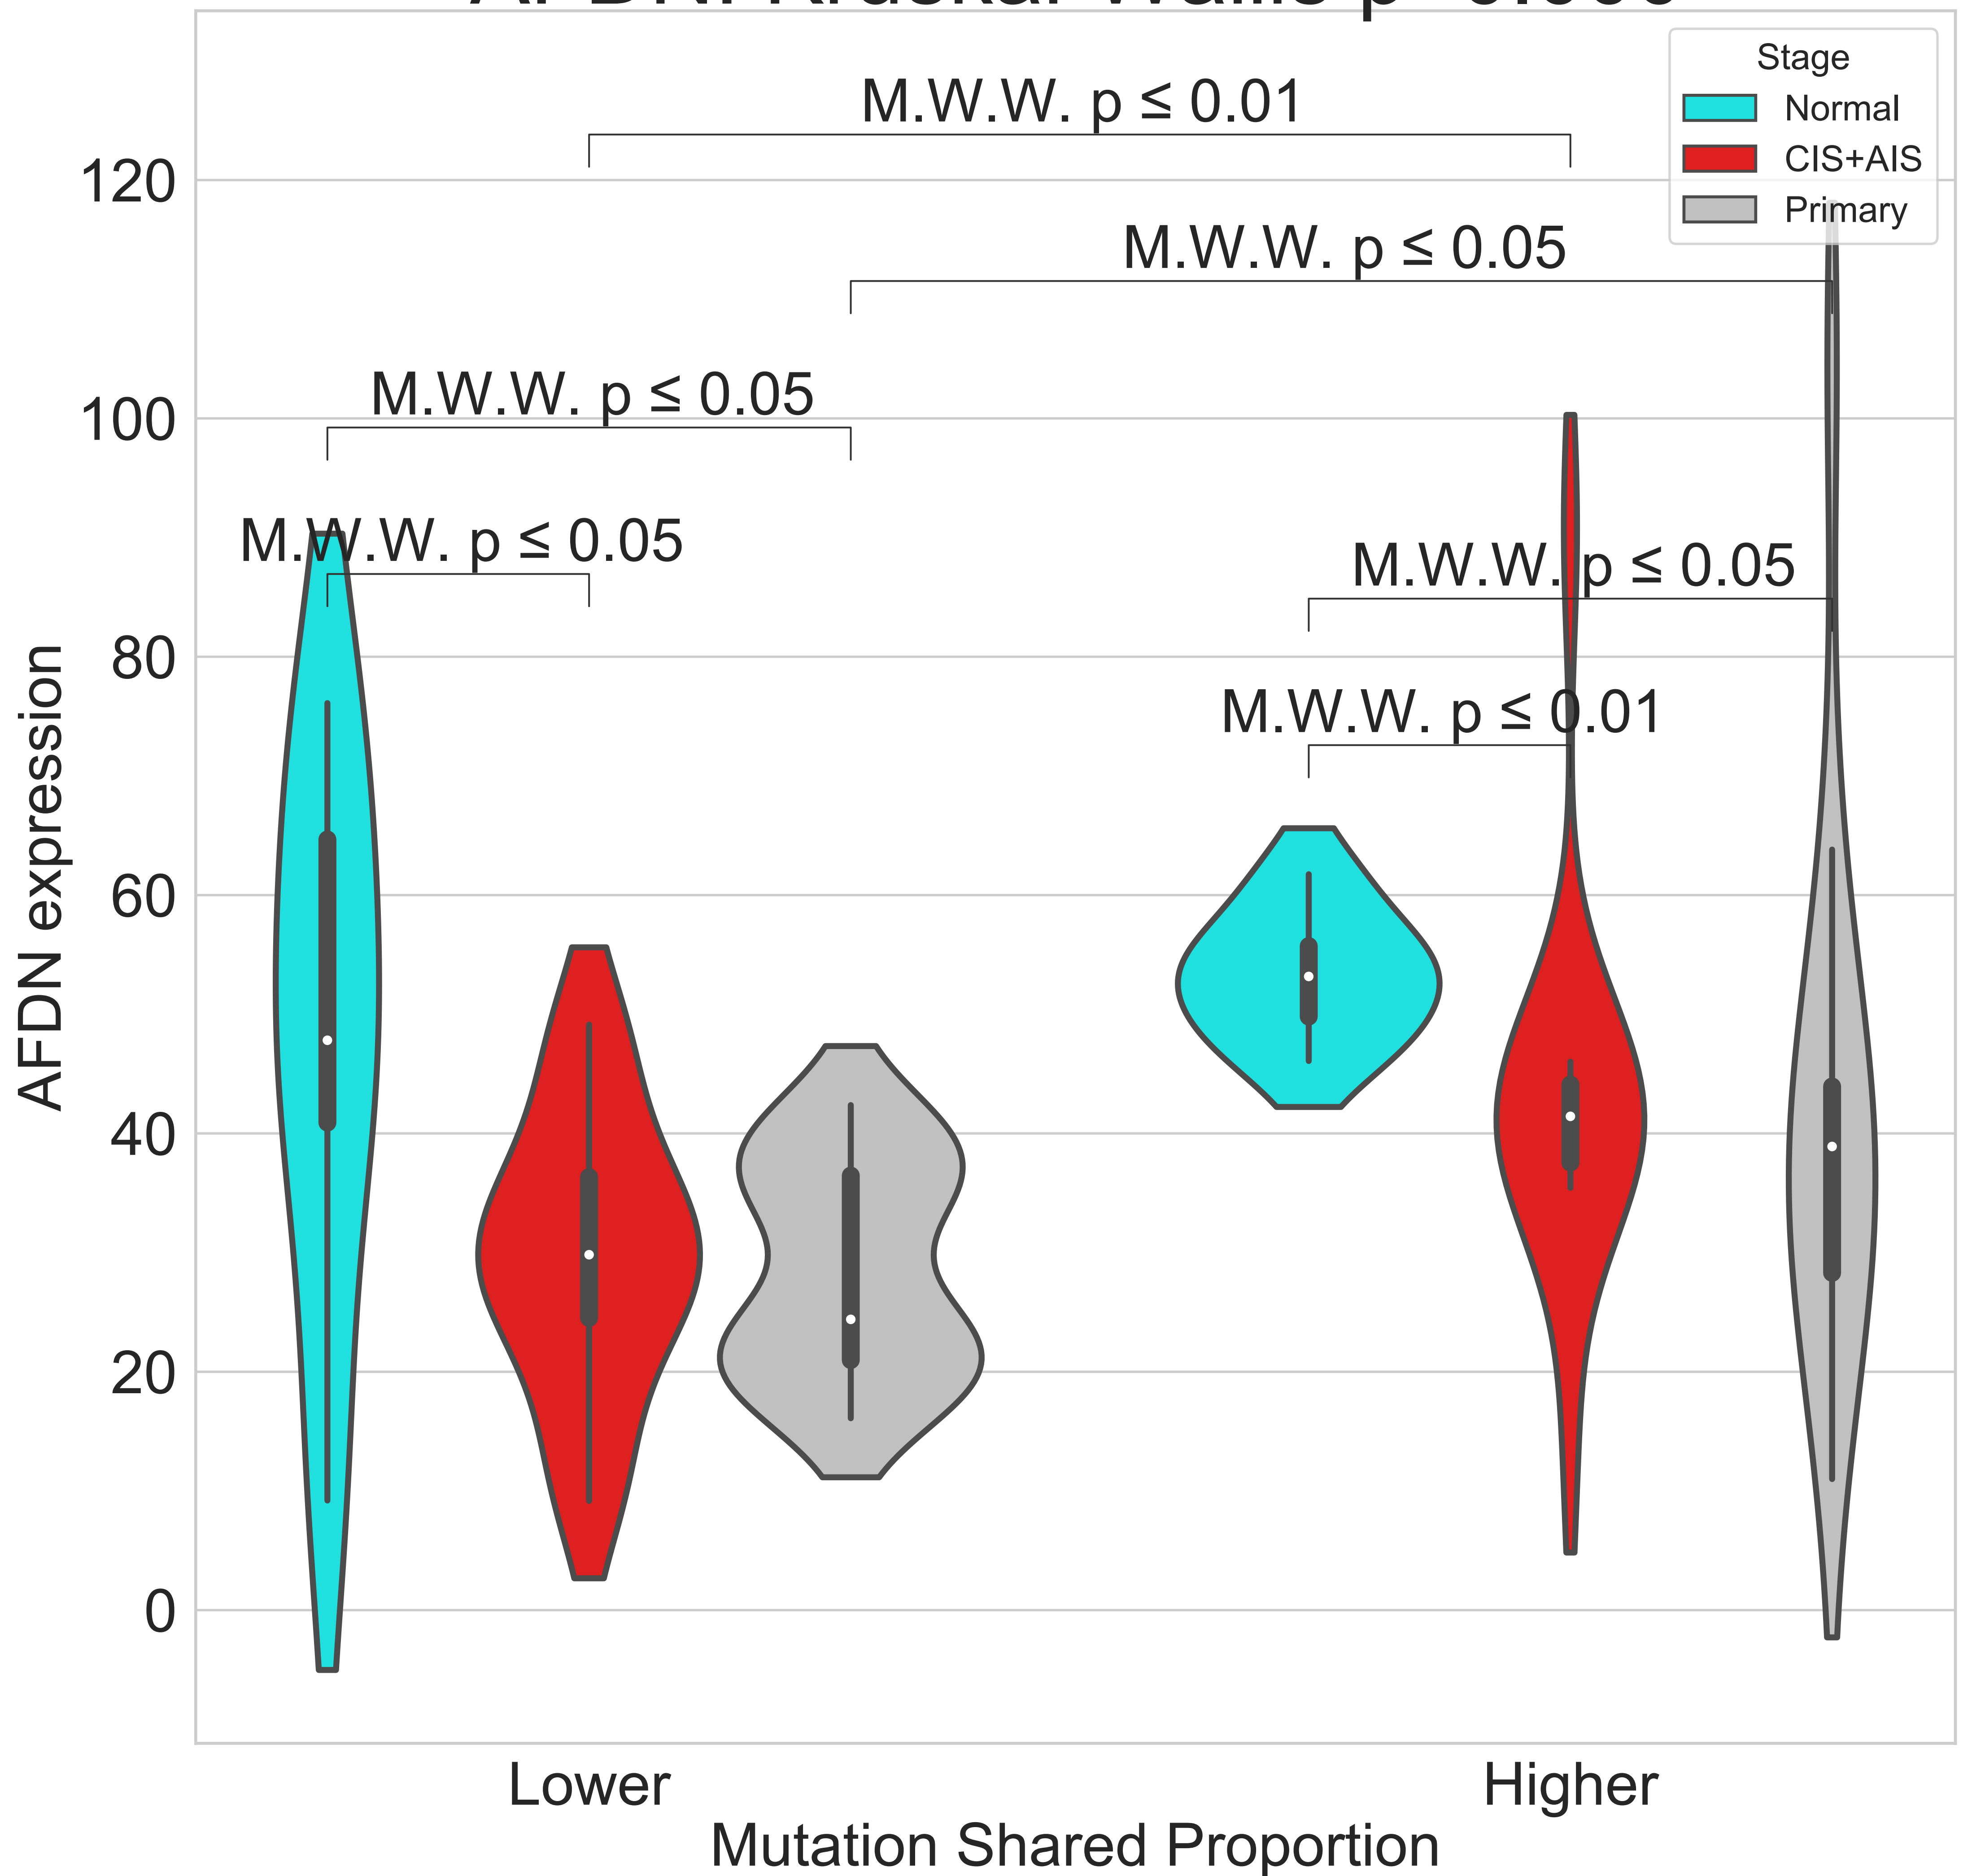 Stage
Normal
CIS+AIS
Primary
M.W.W. p ≤ 0.01
M.W.W. p ≤ 0.05
M.W.W. p ≤ 0.05
M.W.W. p ≤ 0.05
M.W.W. p ≤ 0.05
M.W.W. p ≤ 0.01
120
100
80
60
40
20
0
AFDN expression
Lower
Higher
Mutation Shared Proportion